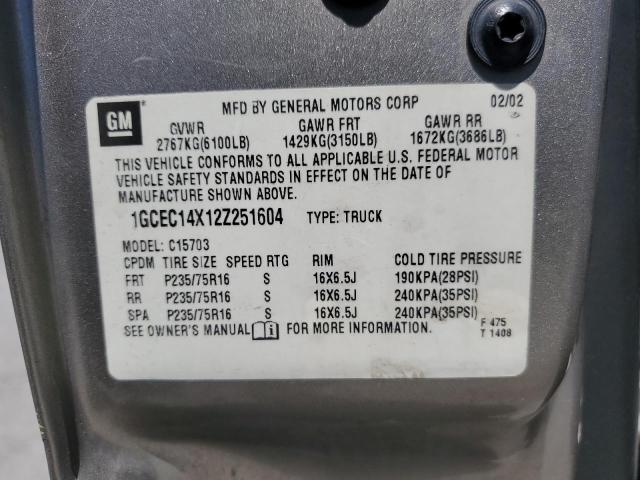 GM MFD BY GENERAL MOTORS CORP 02/02
GVWR GAWR FRT GAWR RR
2767KG(6100LB) 1429KG(3150LB) 1672KG(3686LB)
THIS VEHICLE CONFORMS TO ALL APPLICABLE U.S. FEDERAL MOTOR
VEHICLE SAFETY STANDARDS IN EFFECT ON THE DATE OF
MANUFACTURE SHOWN ABOVE.
1GCEC14X12Z251604 TYPE: TRUCK
MODEL: C15703
CPDM TIRE SIZE SPEED RTG RIM COLD TIRE PRESSURE
FRT P235/75R16 S 16X6.5J 190KPA(28PSI)
RR P235/75R16 S 16X6.5J 240KPA(35PSI)
SPA P235/75R16 S 16X6.5J 240KPA(35PSI)
SEE OWNER'S MANUAL FOR MORE INFORMATION.
F 475
T 1408